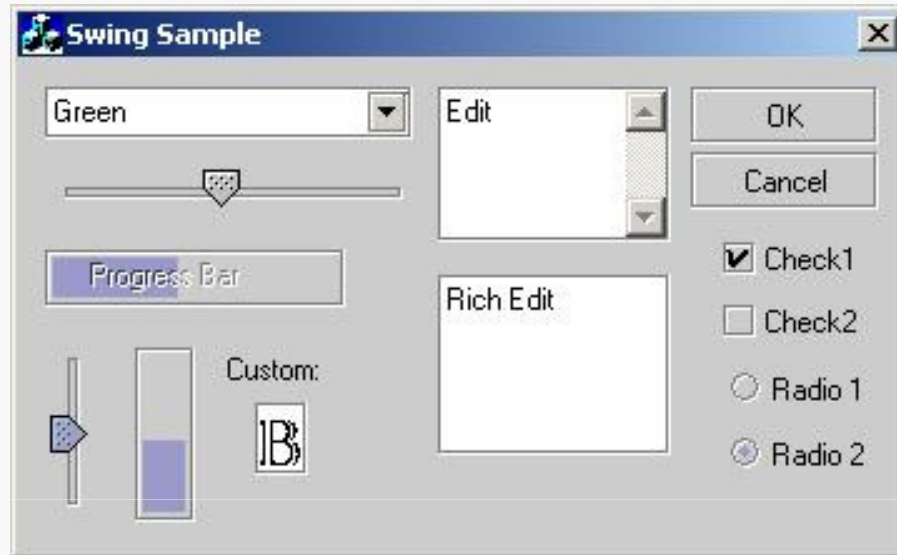 Swing Sample
Green
Edit
OK
Cancel
Progress Bar
Check1
Rich Edit
Check2
Custom:
Radio 1
B
Radio 2